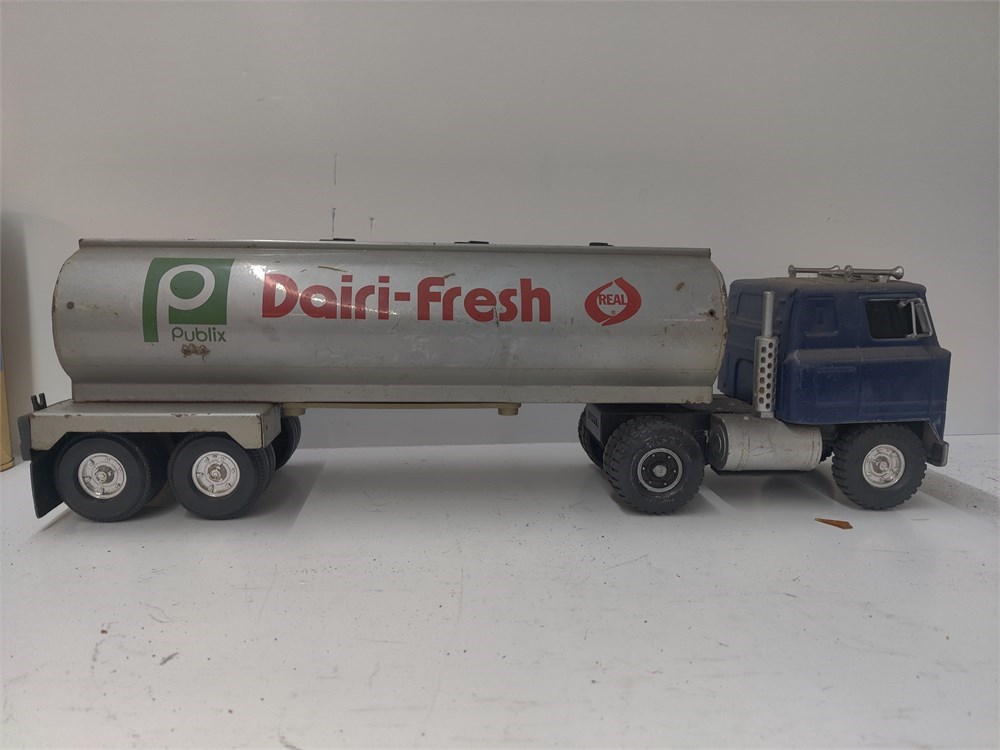 Publix
Dairi-Fresh
REAL
®